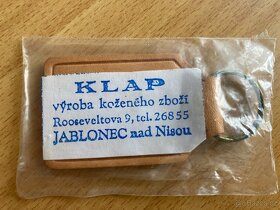 KLAP
výroba koženého zboží
Rooseveltova 9, tel. 268 55
JABLONEC nad Nisou